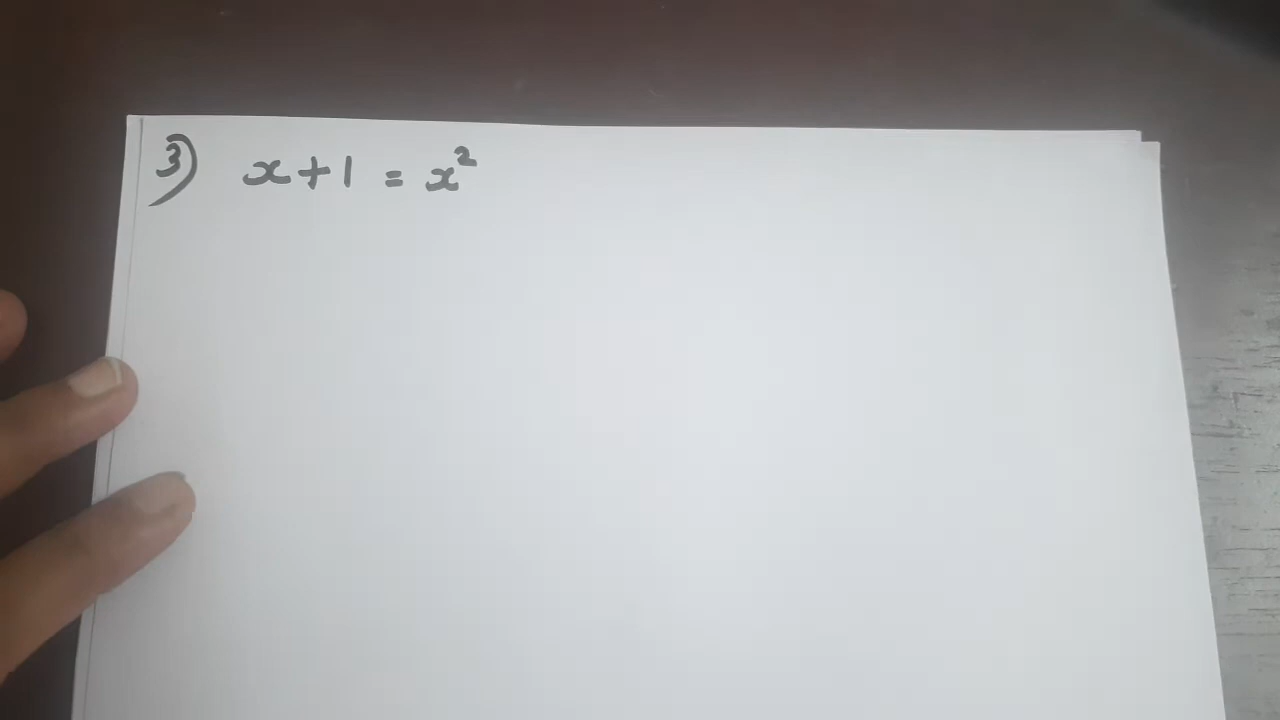 3) x+1 = x²